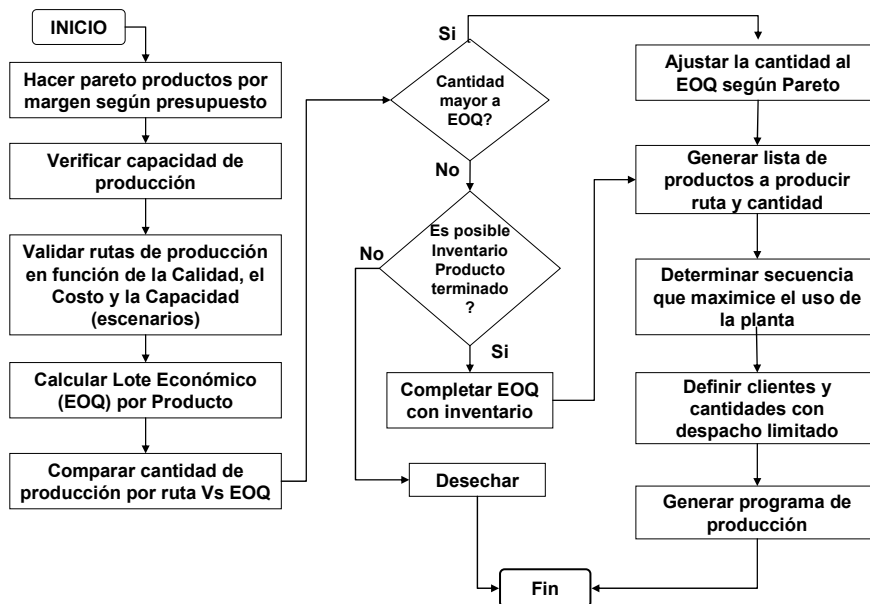 INICIO
Hacer pareto productos por
margen según presupuesto
Verificar capacidad de
producción
Validar rutas de producción
en función de la Calidad, el
Costo y la Capacidad
(escenarios)
Calcular Lote Económico
(EOQ) por Producto
Comparar cantidad de
producción por ruta Vs EOQ
Si
Cantidad
mayor a
EOQ?
No
No
Es posible
Inventario
Producto
terminado
?
Si
Completar EOQ
con inventario
Desechar
Ajustar la cantidad al
EOQ según Pareto
Generar lista de
productos a producir
ruta y cantidad
Determinar secuencia
que maximice el uso de
la planta
Definir clientes y
cantidades con
despacho limitado
Generar programa de
producción
Fin